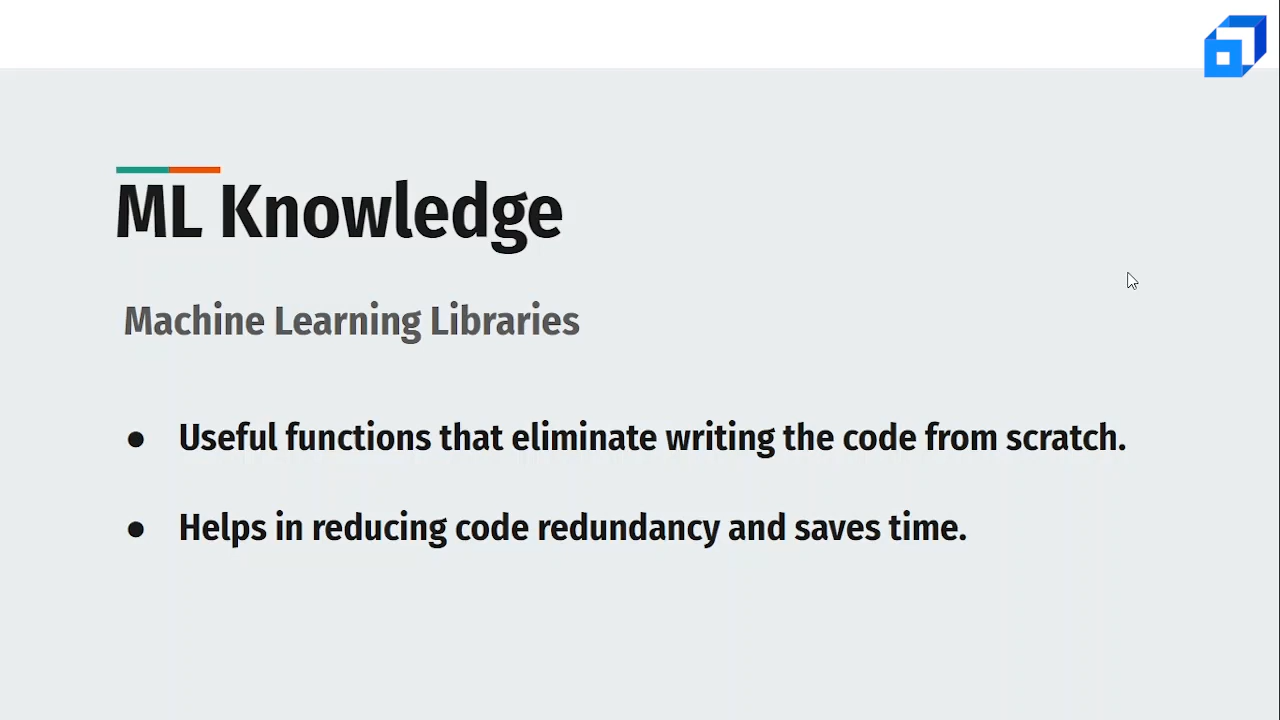 ML Knowledge
Machine Learning Libraries
● Useful functions that eliminate writing the code from scratch.
● Helps in reducing code redundancy and saves time.